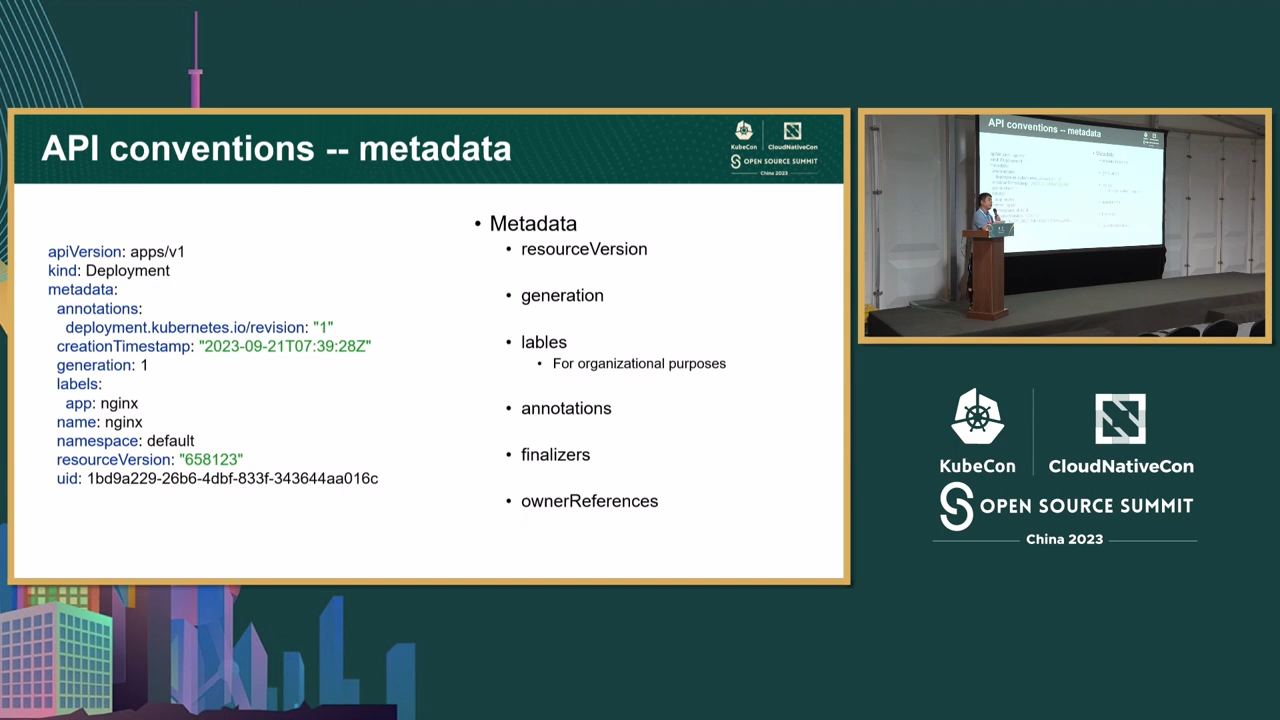 API conventions -- metadata
KubeCon
CloudNativeCon
OPEN SOURCE SUMMIT
China 2023
apiVersion: apps/v1
kind: Deployment
metadata:
annotations:
deployment.kubernetes.io/revision: "1"
creationTimestamp: "2023-09-21T07:39:28Z"
generation: 1
labels:
app: nginx
name: nginx
namespace: default
resourceVersion: "658123"
uid: 1bd9a229-26b6-4dbf-833f-343644aa016c
• Metadata
• resourceVersion
• generation
• lables
• For organizational purposes
• annotations
• finalizers
• ownerReferences
API conventions -- metadata
KubeCon
CloudNativeCon
OPEN SOURCE SUMMIT
China 2023